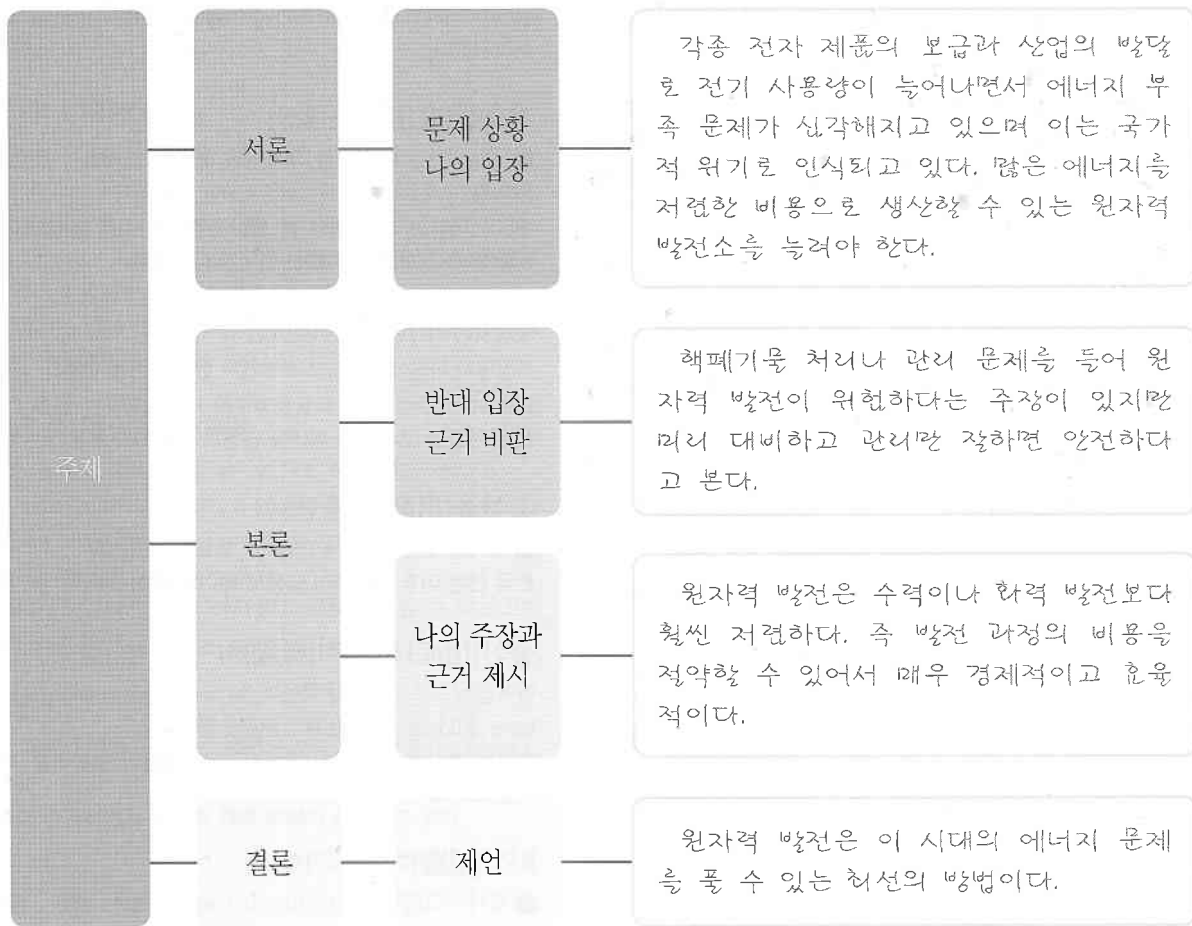 주제
서론
문제 상황
나의 입장
각종 전자 제품의 보급과 산업의 발달
로 전기 사용량이 늘어나면서 에너지 부
족 문제가 심각해지고 있으며 이는 국가
적 위기로 인식되고 있다. 많은 에너지를
저렴한 비용으로 생산할 수 있는 원자력
발전소를 늘려야 한다.
본론
반대 입장
근거 비판
핵폐기물 처리나 관리 문제를 들어 원
자력 발전이 위험하다는 주장이 있지만
미리 대비하고 관리만 잘하면 안전하다
고 본다.
나의 주장과
근거 제시
원자력 발전은 수력이나 화력 발전보다
훨씬 저렴하다. 즉 발전 과정의 비용을
절약할 수 있어서 매우 경제적이고 효율
적이다.
결론
제언
원자력 발전은 이 시대의 에너지 문제
를 풀 수 있는 최선의 방법이다.